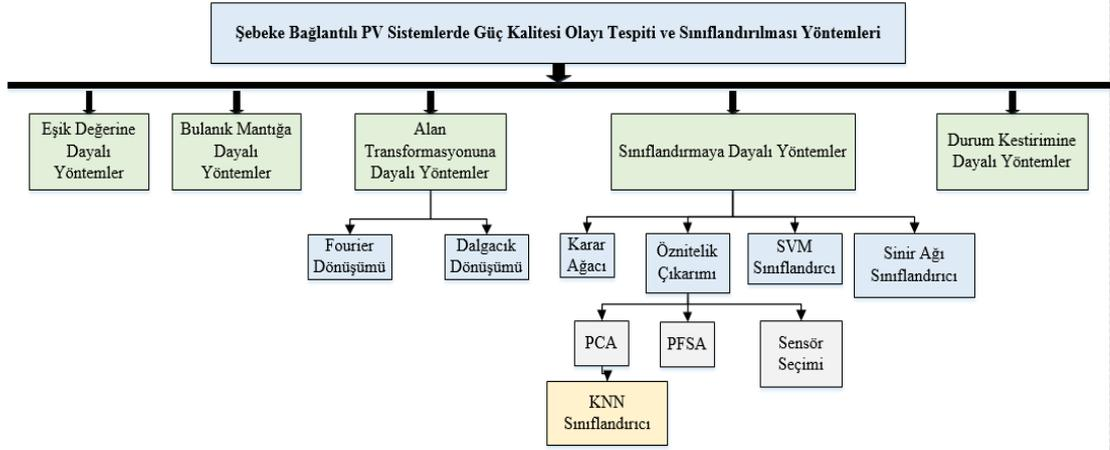 Şebeke Bağlantılı PV Sistemlerde Güç Kalitesi Olayı Tespiti ve Sınıflandırılması Yöntemleri
Eşik Değerine
Dayalı
Yöntemler
Bulanık Mantığa
Dayalı
Yöntemler
Alan
Transformasyonuna
Dayalı Yöntemler
Sınıflandırmaya Dayalı Yöntemler
Durum Kestirimine
Dayalı Yöntemler
Fourier
Dönüşümü
Dalgacık
Dönüşümü
Karar
Ağacı
Öznitelik
Çıkarımı
SVM
Sınıflandırcı
Sinir Ağı
Sınıflandırıcı
PCA
PFSA
Sensör
Seçimi
KNN
Sınıflandırıcı